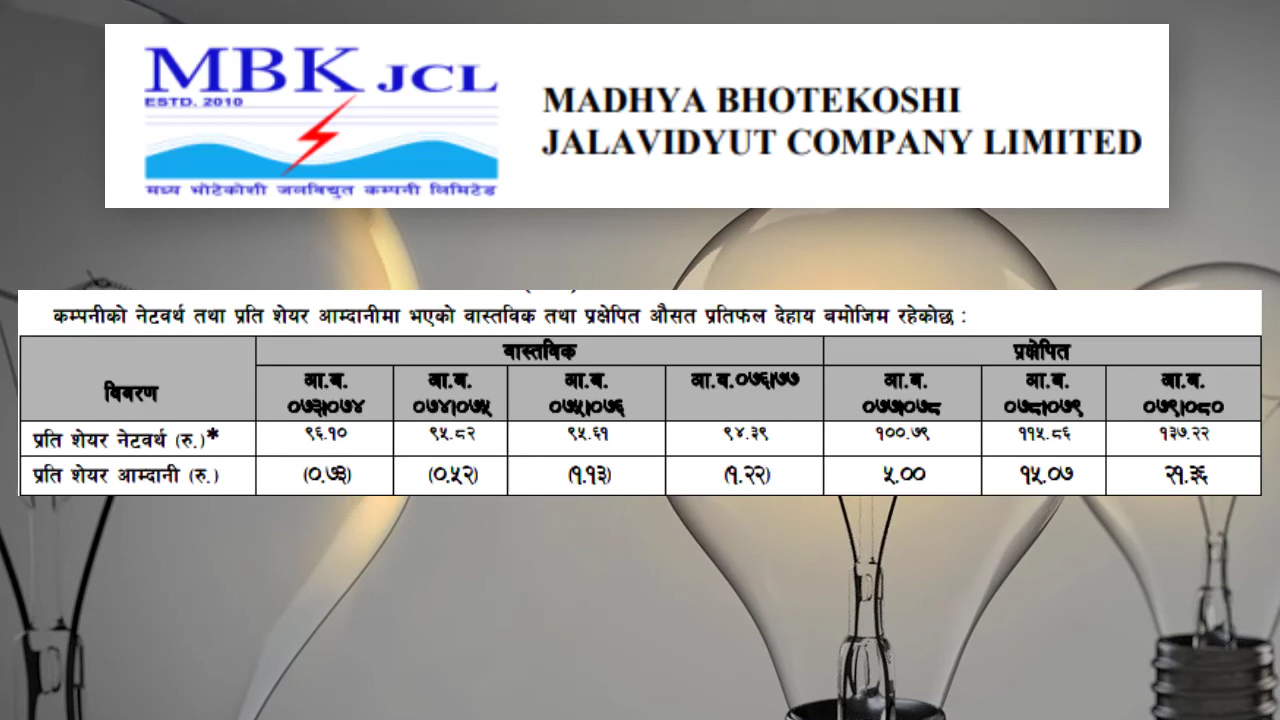 MBK JCL
ESTD. 2010
मध्य भोटेकोशी जलविद्युत कम्पनी लिमिटेड
MADHYA BHOTEKOSHI
JALAVIDYUT COMPANY LIMITED
कम्पनीको नेटवर्थ तथा प्रति शेयर आम्दानीमा भएको वास्तविक तथा प्रक्षेपित औसत प्रतिफल देहाय बमोजिम रहेकोछ :
विवरण वास्तविक प्रक्षेपित
आ.ब. ०७३।०७४ आ.ब. ०७४।०७५ आ.ब. ०७५।०७६ आ.ब.०७६।७७ आ.ब. ०७७।०७८ आ.ब. ०७८।०७९ आ.ब. ०७९।०८०
प्रति शेयर नेटवर्थ (रु.)* ९६.१० ९५.८२ ९५.६१ ९४.३९ १००.७९ ११५.८६ १३७.२२
प्रति शेयर आम्दानी (रु.) (०.७३) (०.५२) (१.१३) (१.२२) ५.०० १५.०७ २१.३६